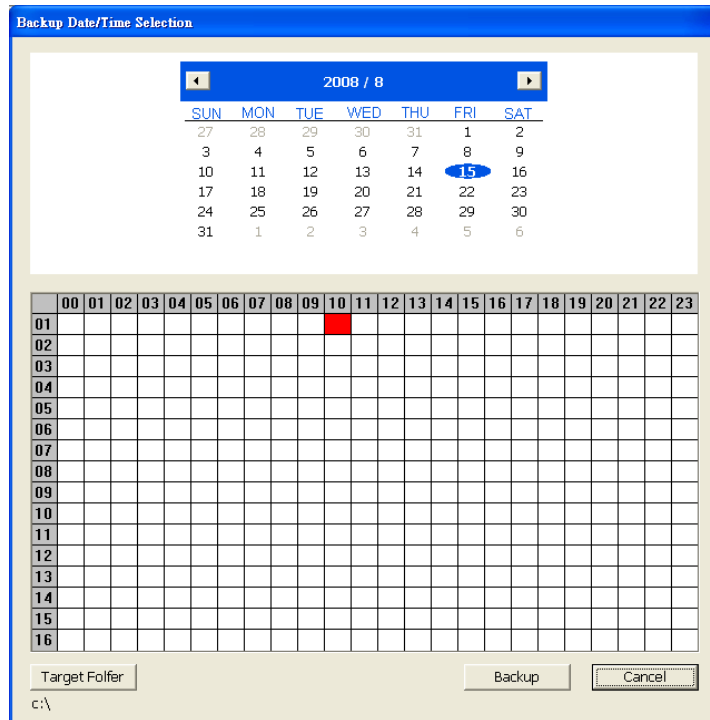 Backup Date/Time Selection
2008 / 8
SUN MON TUE WED THU FRI SAT
27 28 29 30 31 1 2
3 4 5 6 7 8 9
10 11 12 13 14 15 16
17 18 19 20 21 22 23
24 25 26 27 28 29 30
31 1 2 3 4 5 6
00 01 02 03 04 05 06 07 08 09 10 11 12 13 14 15 16 17 18 19 20 21 22 23
01
02
03
04
05
06
07
08
09
10
11
12
13
14
15
16
Target Folfer Backup Cancel
c:\